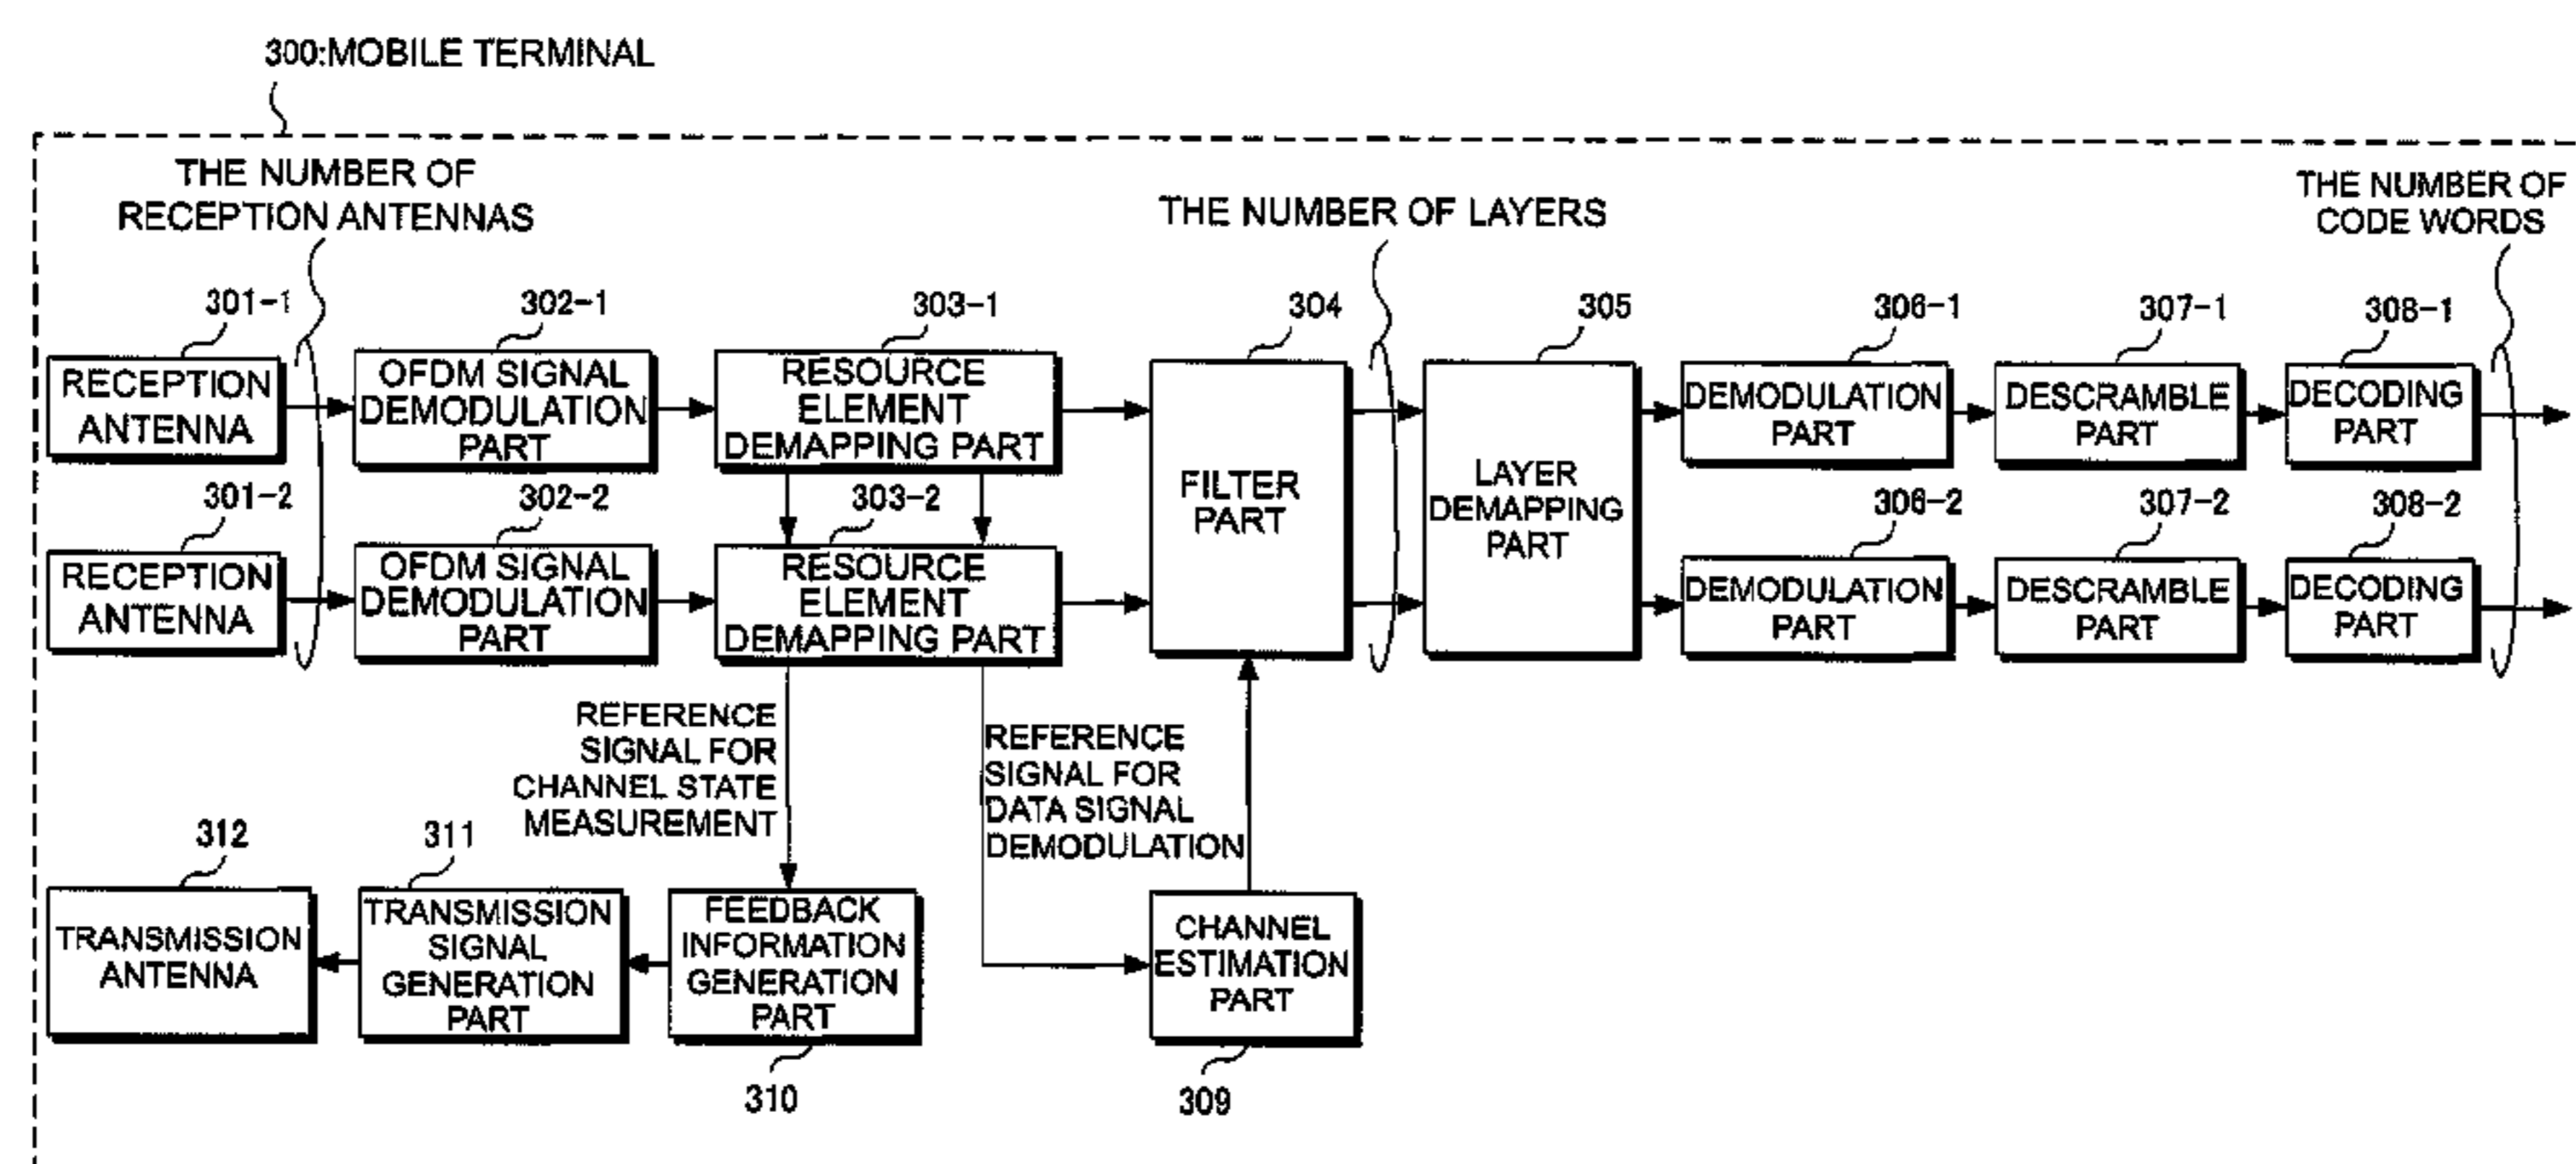 300:MOBILE TERMINAL
THE NUMBER OF
RECEPTION ANTENNAS
THE NUMBER OF LAYERS
THE NUMBER OF
CODE WORDS
301-1
302-1
303-1
304
305
306-1
307-1
308-1
RECEPTION
ANTENNA
OFDM SIGNAL
DEMODULATION
PART
RESOURCE
ELEMENT
DEMAPPING PART
FILTER
PART
LAYER
DEMAPPING
PART
DEMODULATION
PART
DESCRAMBLE
PART
DECODING
PART
301-2
302-2
303-2
306-2
307-2
308-2
RECEPTION
ANTENNA
OFDM SIGNAL
DEMODULATION
PART
RESOURCE
ELEMENT
DEMAPPING PART
DEMODULATION
PART
DESCRAMBLE
PART
DECODING
PART
REFERENCE
SIGNAL FOR
CHANNEL STATE
MEASUREMENT
REFERENCE
SIGNAL FOR
DATA SIGNAL
DEMODULATION
312
311
TRANSMISSION
ANTENNA
TRANSMISSION
SIGNAL
GENERATION
PART
FEEDBACK
INFORMATION
GENERATION
PART
CHANNEL
ESTIMATION
PART
310
309